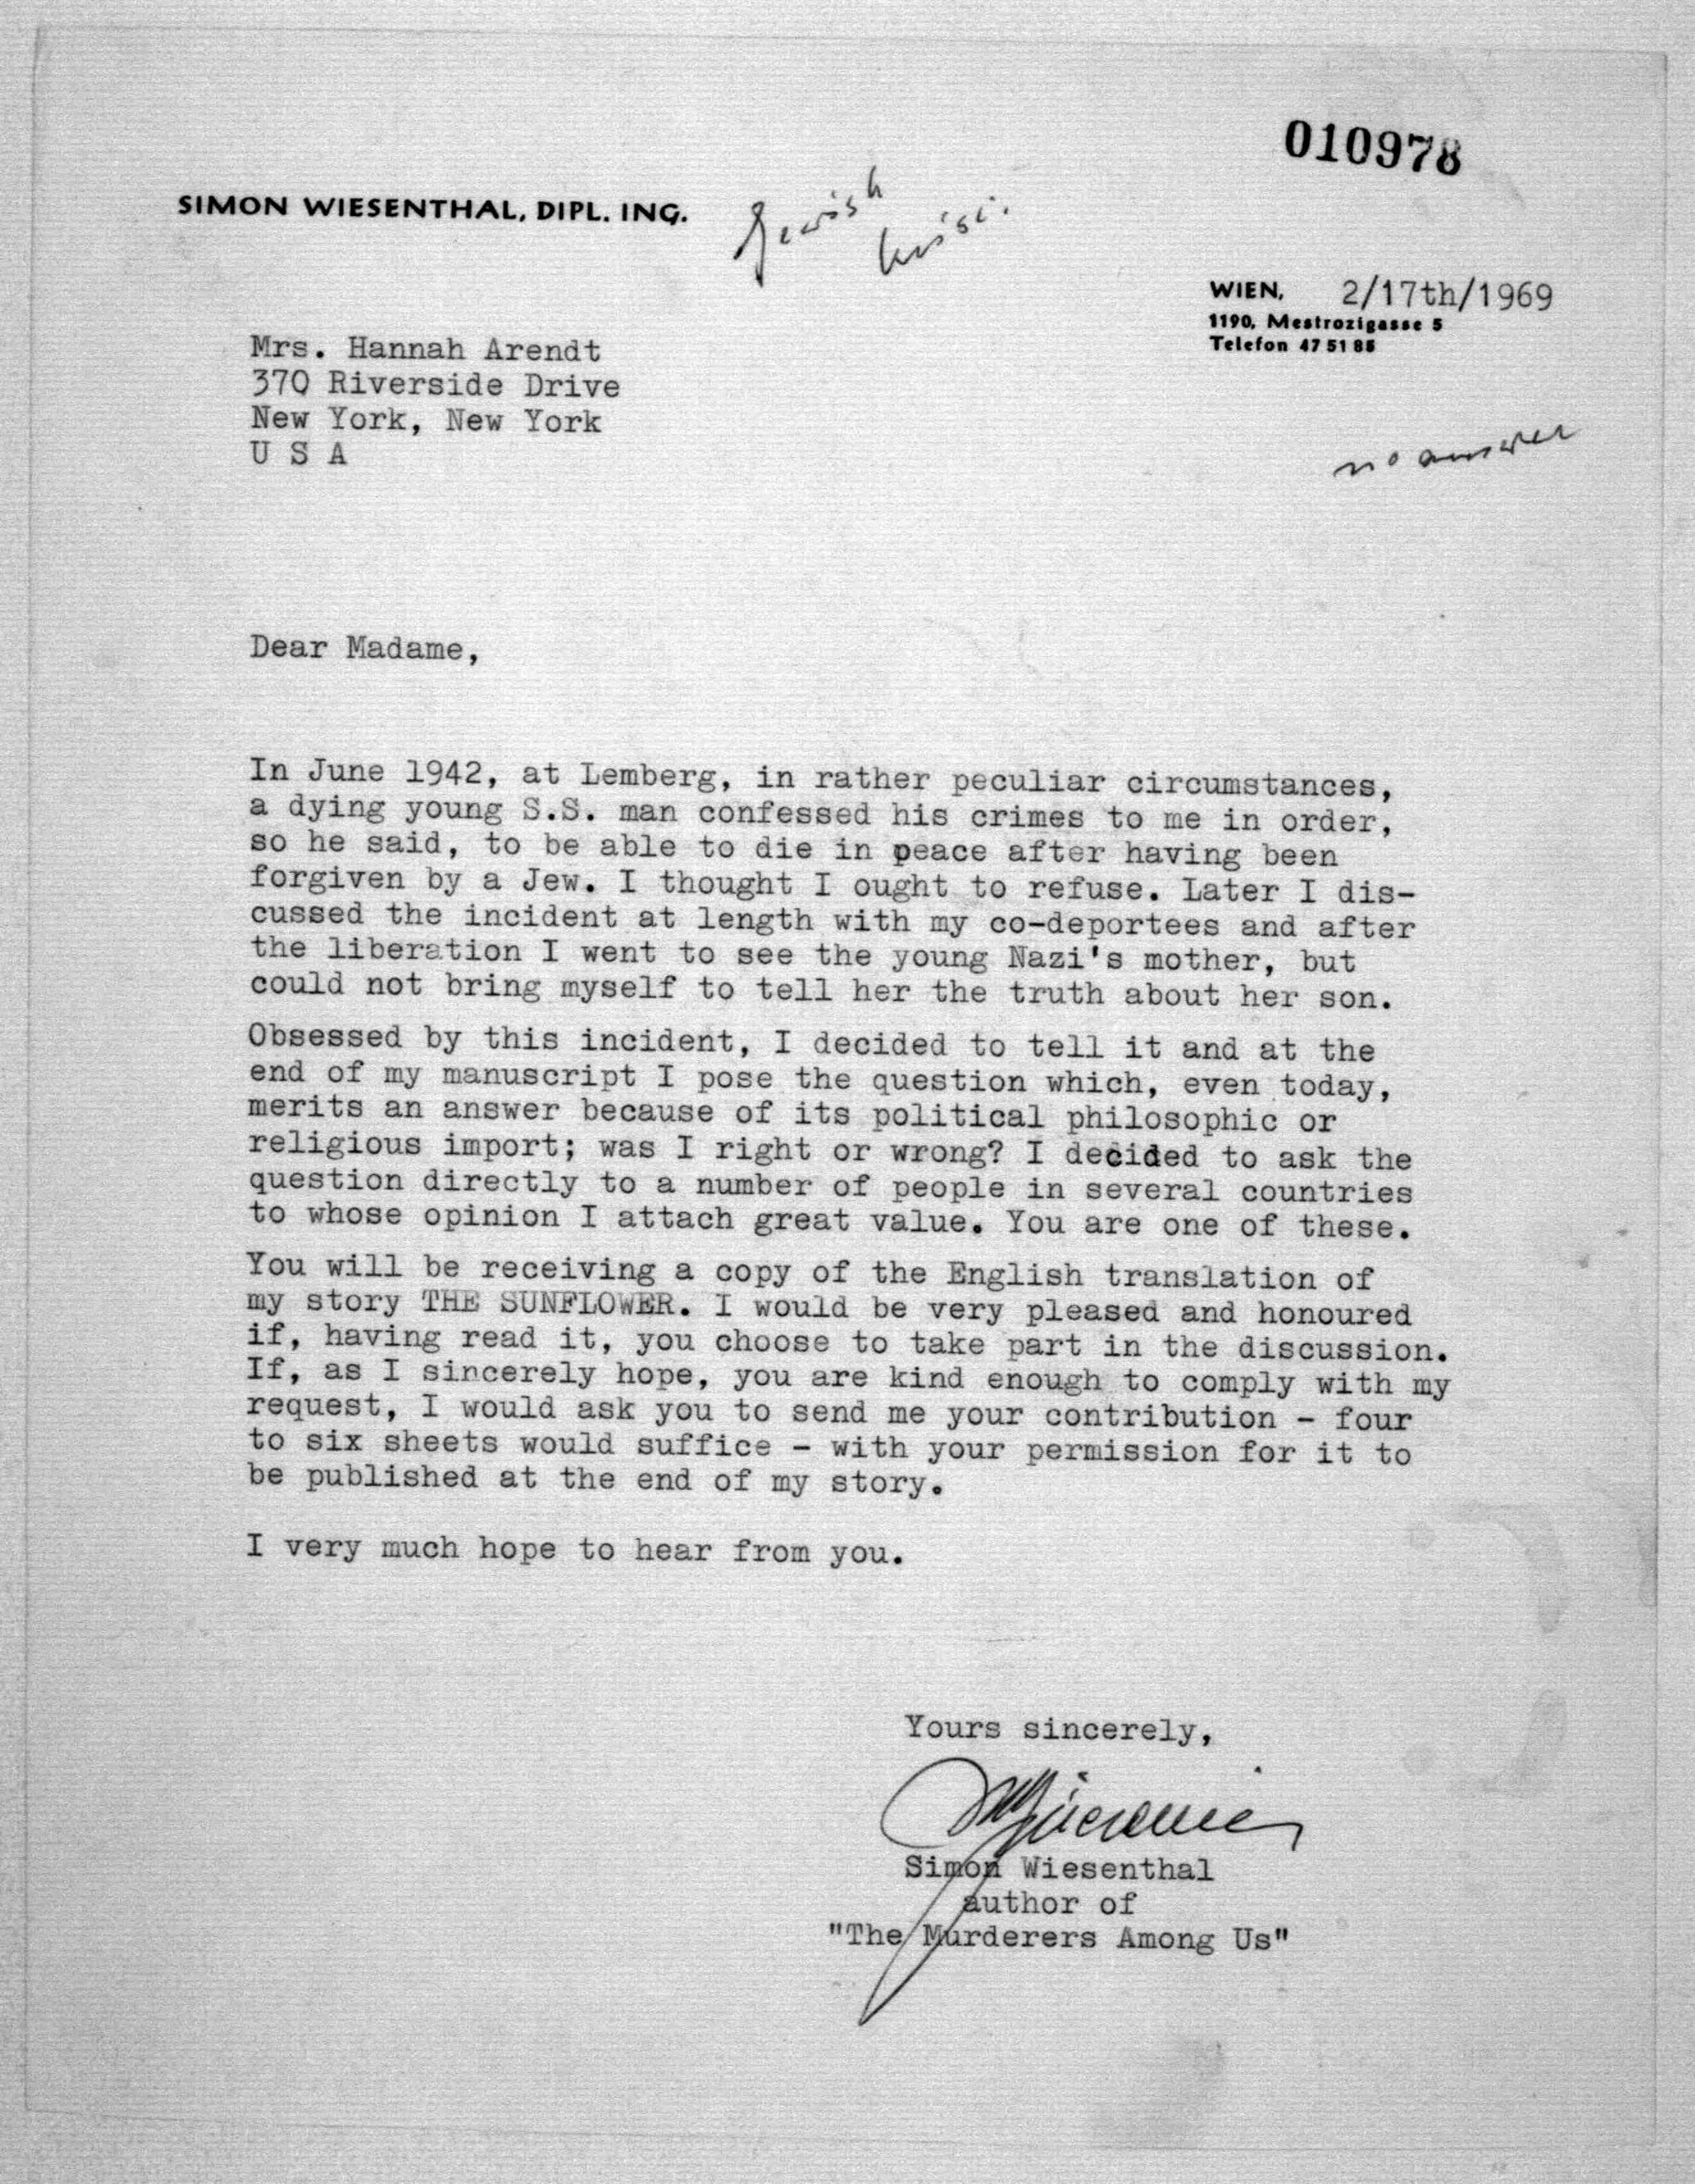 010978
SIMON WIESENTHAL, DIPL. ING.
Jewish
WIEN, 2/17th/1969
1190, Mestrozigasse 5
Telefon 47 51 85
Mrs. Hannah Arendt
370 Riverside Drive
New York, New York
U S A
no answer
Dear Madame,
In June 1942, at Lemberg, in rather peculiar circumstances,
a dying young S.S. man confessed his crimes to me in order,
so he said, to be able to die in peace after having been
forgiven by a Jew. I thought I ought to refuse. Later I dis-
cussed the incident at length with my co-deportees and after
the liberation I went to see the young Nazi's mother, but
could not bring myself to tell her the truth about her son.
Obsessed by this incident, I decided to tell it and at the
end of my manuscript I pose the question which, even today,
merits an answer because of its political philosophic or
religious import; was I right or wrong? I decided to ask the
question directly to a number of people in several countries
to whose opinion I attach great value. You are one of these.
You will be receiving a copy of the English translation of
my story THE SUNFLOWER. I would be very pleased and honoured
if, having read it, you choose to take part in the discussion.
If, as I sincerely hope, you are kind enough to comply with my
request, I would ask you to send me your contribution - four
to six sheets would suffice - with your permission for it to
be published at the end of my story.
I very much hope to hear from you.
Yours sincerely,
Simon Wiesenthal
author of
"The Murderers Among Us"